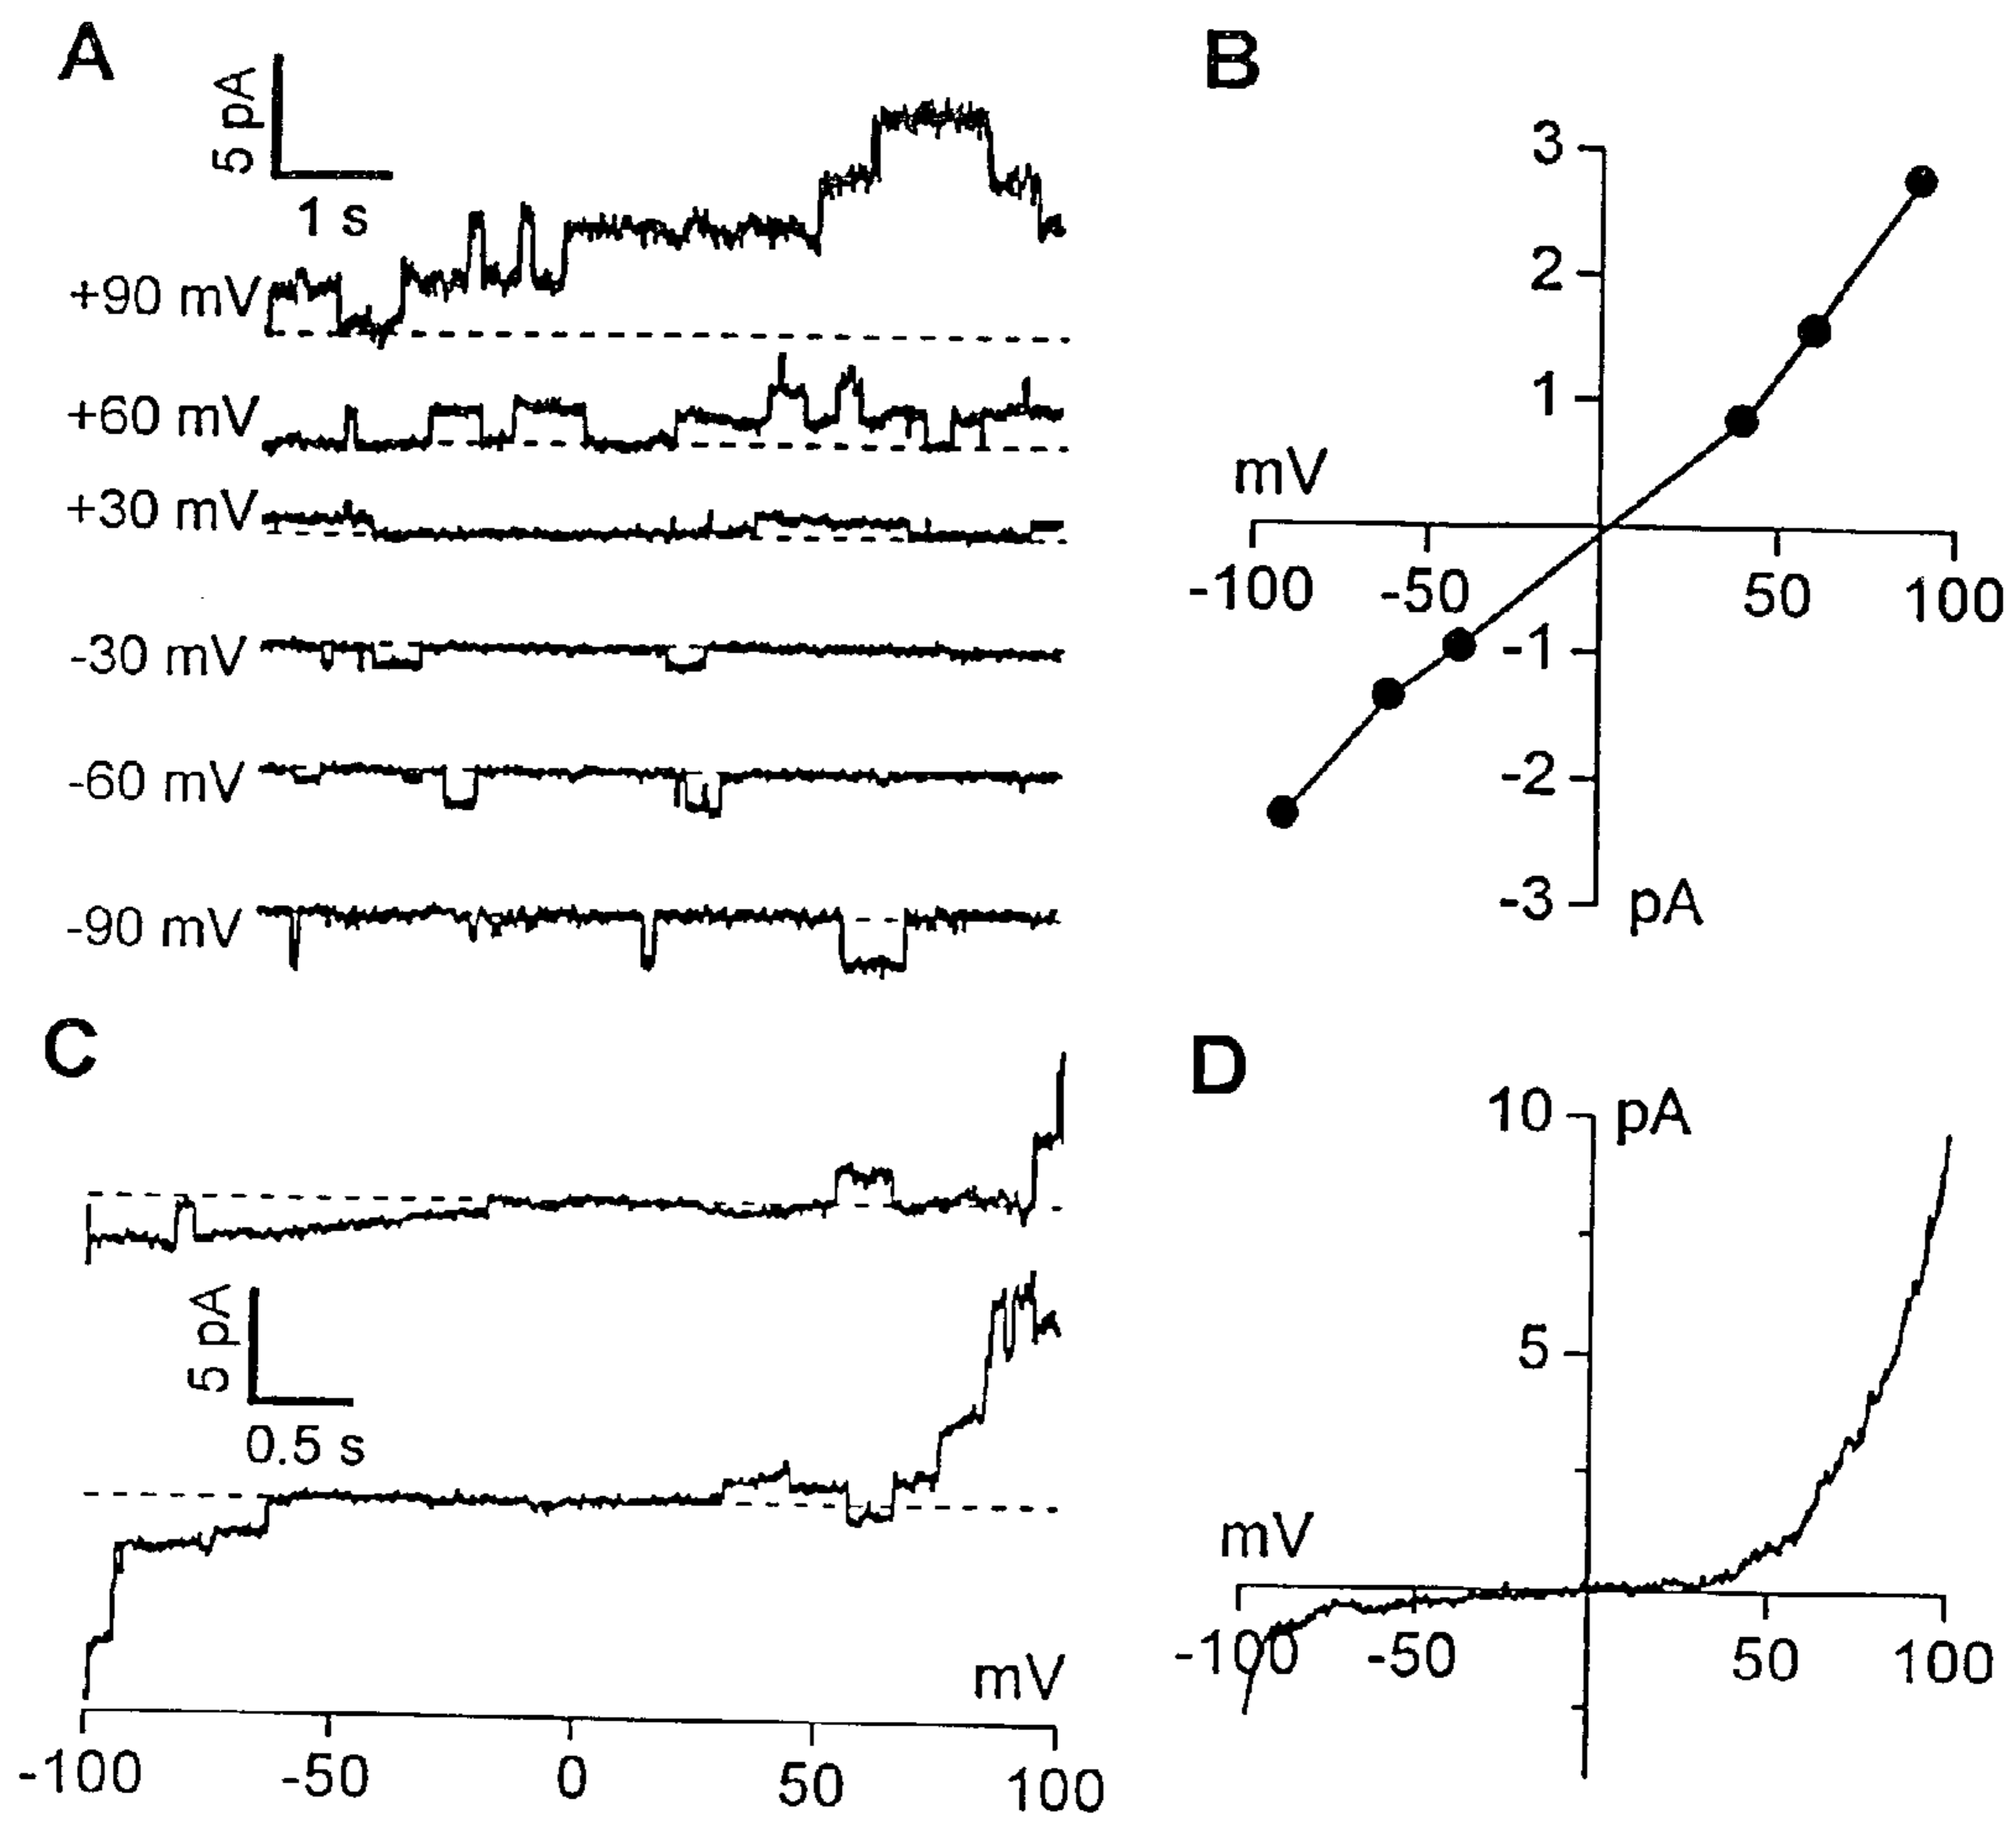 A
5 pA
1 s
+90 mV
+60 mV
+30 mV
-30 mV
-60 mV
-90 mV
B
3
2
1
mV
-100 -50 50 100
-1
-2
-3 pA
C
5 pA
0.5 s
mV
-100 -50 0 50 100
D
10 pA
5
mV
-100 -50 50 100